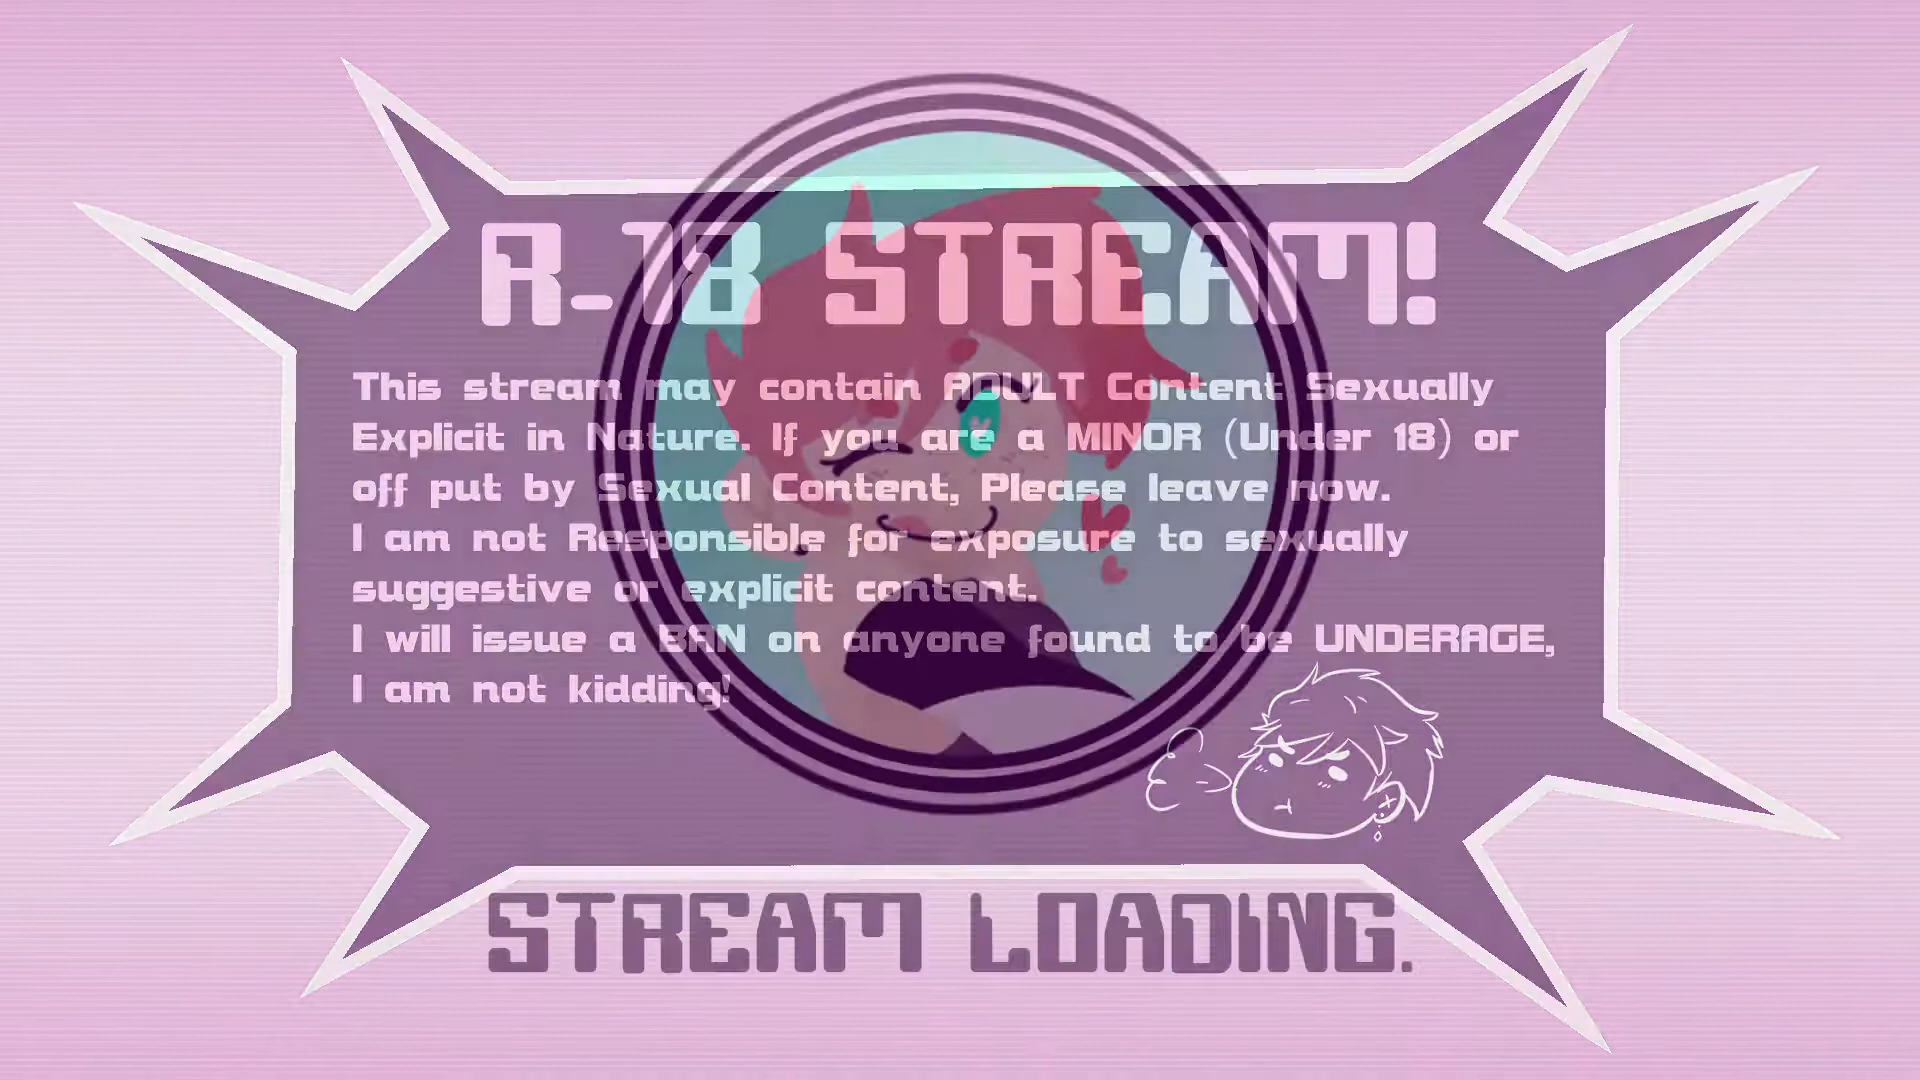 R-18 STREAM!
This stream may contain ADULT Content Sexually
Explicit in Nature. If you are a MINOR (Under 18) or
off put by Sexual Content, Please leave now.
I am not Responsible for exposure to sexually
suggestive or explicit content.
I will issue a BAN on anyone found to be UNDERAGE,
I am not kidding!
STREAM LOADING.